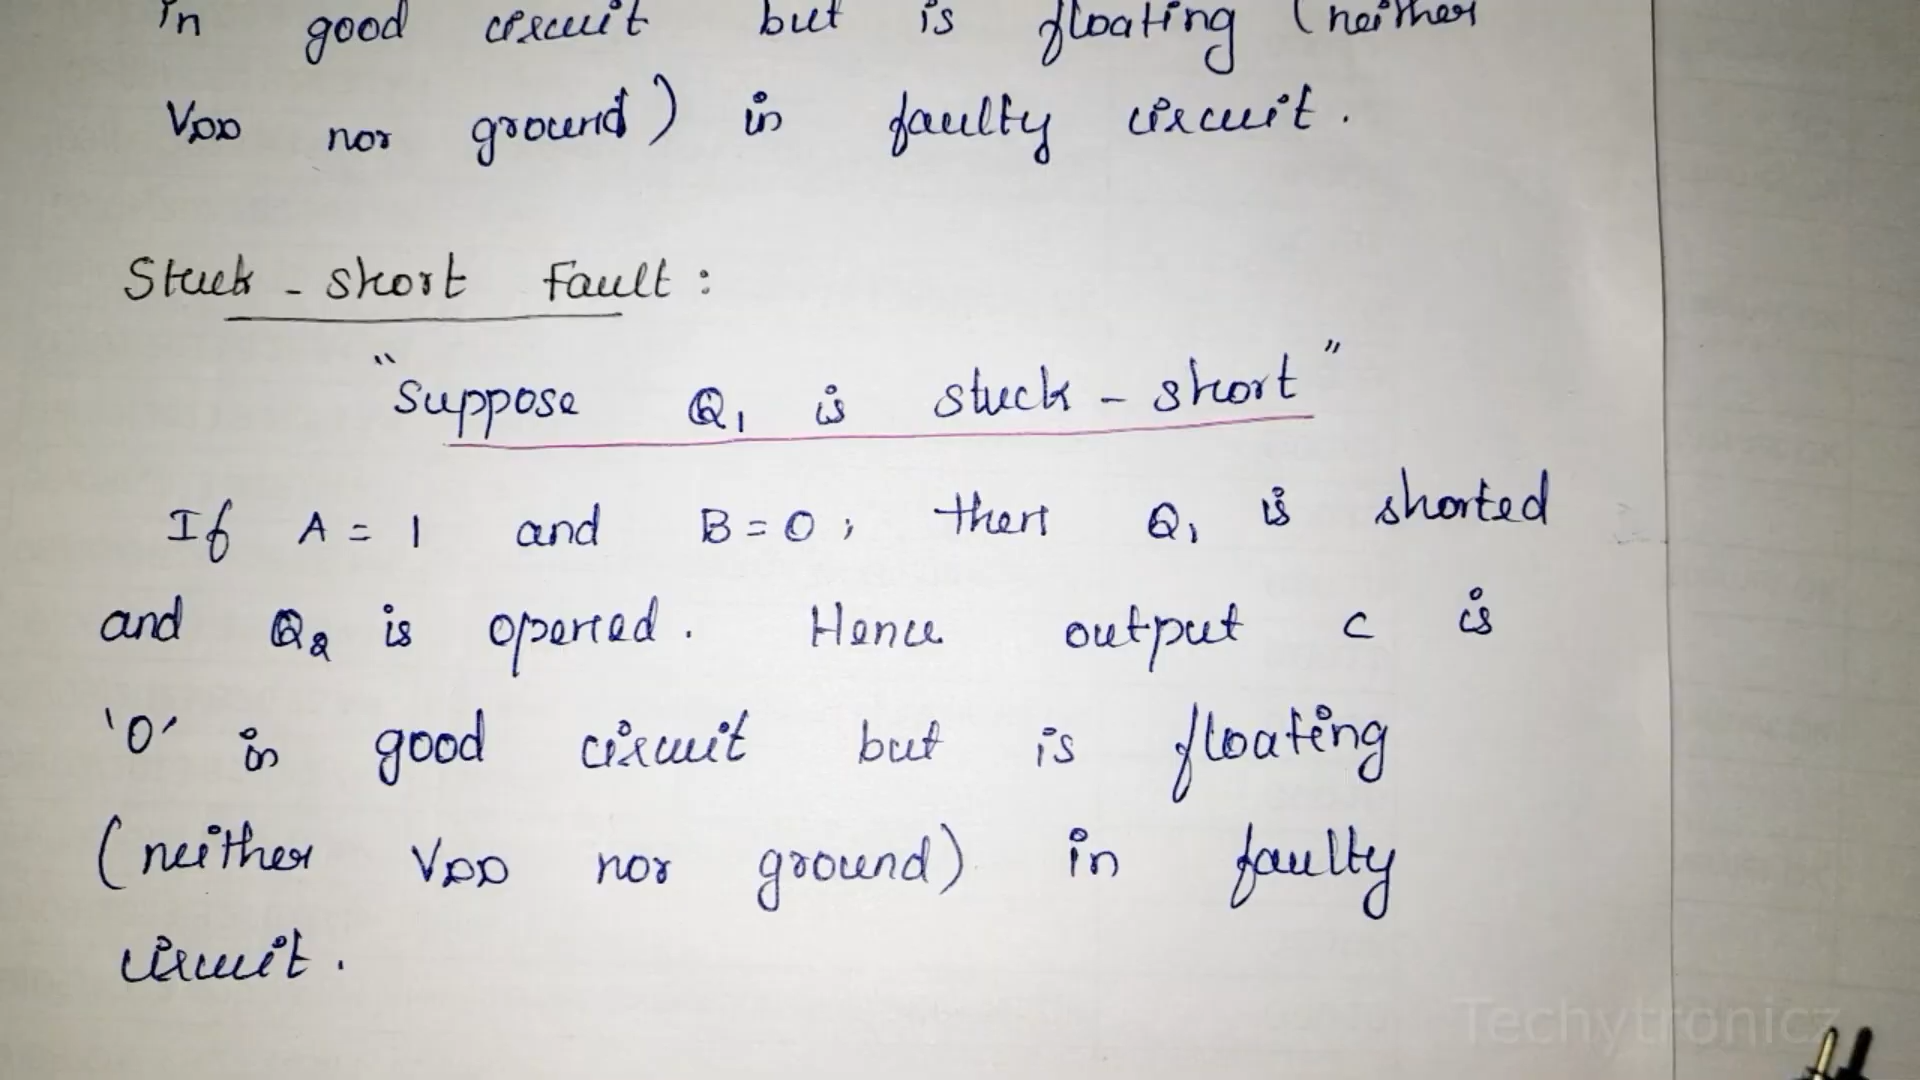 in good circuit but is floating (neither
VDD nor ground) in faulty circuit.
Stuck - short Fault :
"Suppose Q1 is stuck - short"
If A = 1 and B = 0, then Q1 is shorted
and Q2 is opened. Hence output C is
'0' in good circuit but is floating
(neither VDD nor ground) in faulty
circuit.
Techytronicz